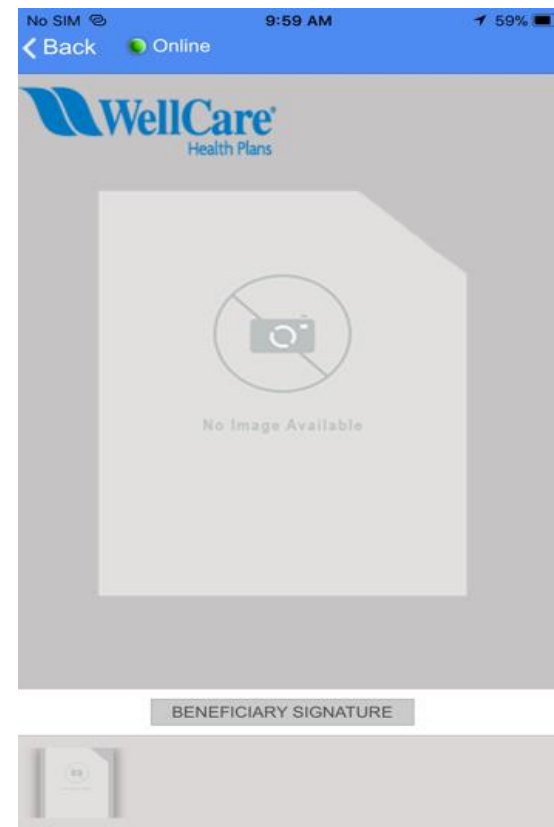 No SIM 9:59 AM 59%
Back Online
WellCare®
Health Plans
No Image Available
BENEFICIARY SIGNATURE